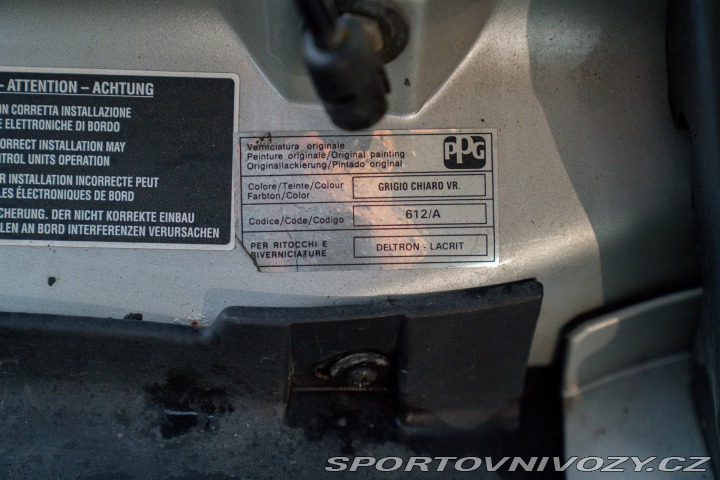 - ATTENTION - ACHTUNG
N CORRETTA INSTALLAZIONE
E ELETTRONICHE DI BORDO
CORRECT INSTALLATION MAY
NTROL UNITS OPERATION
R INSTALLATION INCORRECTE PEUT
LES ÉLECTRONIQUES DE BORD
CHERUNG. DER NICHT KORREKTE EINBAU
LEN AN BORD INTERFERENZEN VERURSACHEN
Verniciatura originale
Peinture originale/Original painting
Originallackierung/Pintado original
PPG
Colore/Teinte/Colour
Farbton/Color
GRIGIO CHIARO VR.
Codice/Code/Codigo
612/A
PER RITOCCHI E
RIVERNICIATURE
DELTRON - LACRIT
SPORTOVNIVOZY.CZ